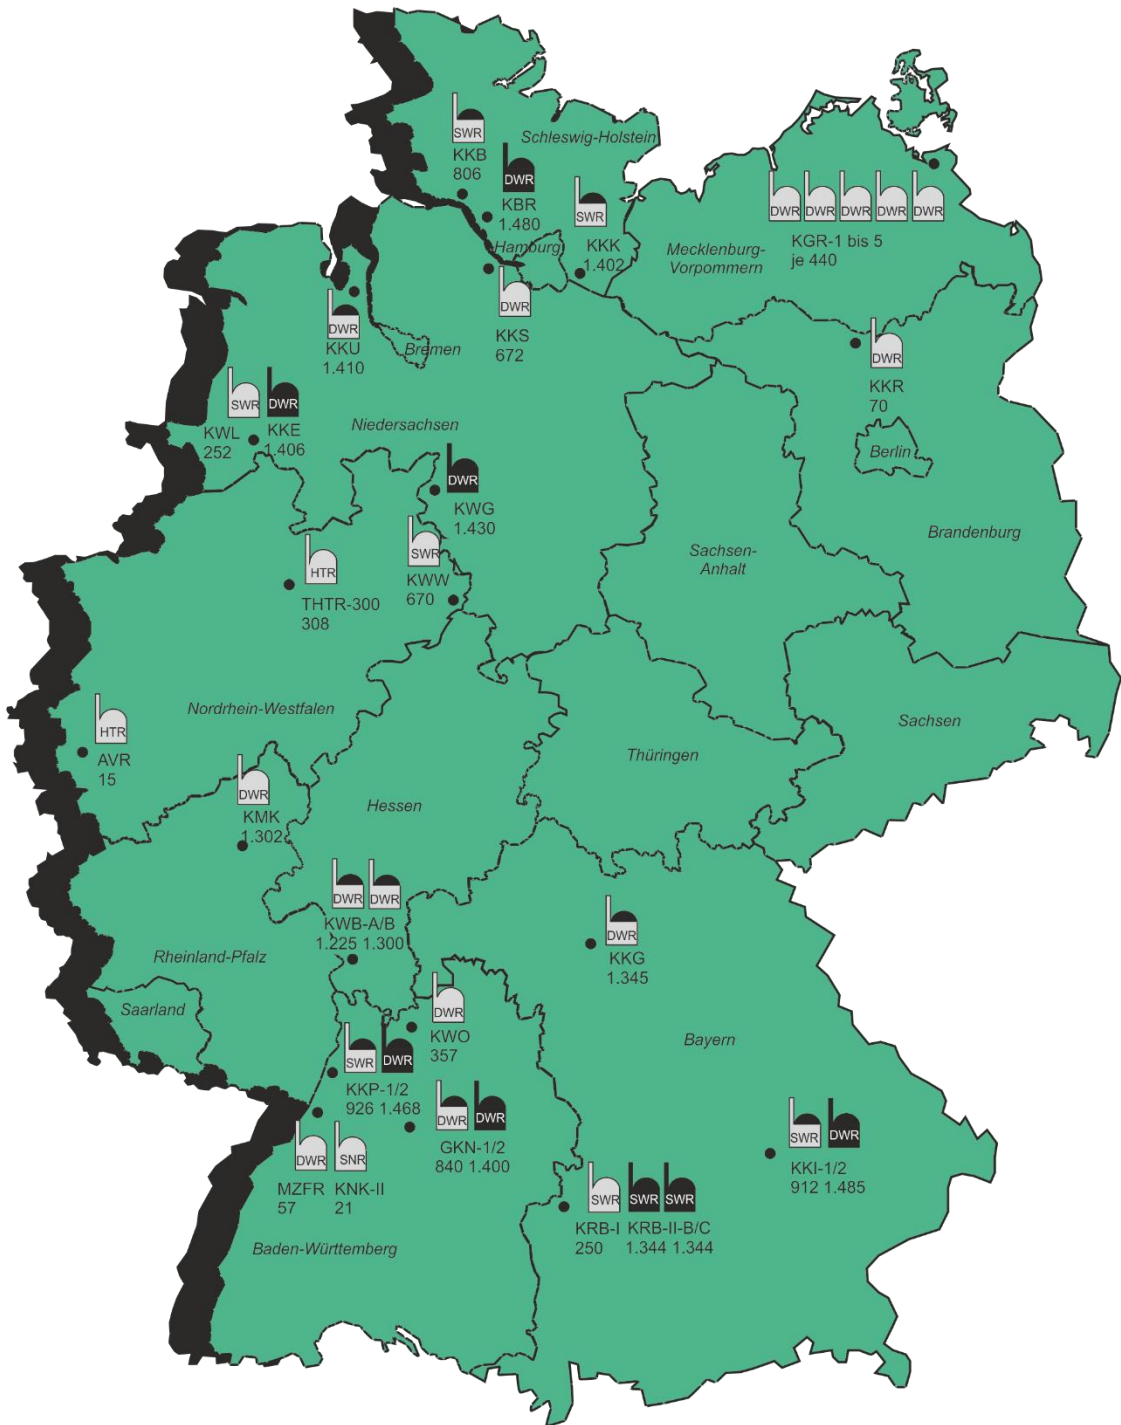 SWR
KKB
806
Schleswig-Holstein
DWR
KBR
1.480
SWR
KKK
1.402
Hamburg
DWR DWR DWR DWR DWR
KGR-1 bis 5
je 440
Mecklenburg-
Vorpommern
DWR
KKU
1.410
Bremen
DWR
KKS
672
DWR
KKR
70
Berlin
SWR DWR
KWL KKE
252 1.406
Niedersachsen
DWR
KWG
1.430
SWR
KWW
670
HTR
THTR-300
308
Sachsen-
Anhalt
Brandenburg
HTR
AVR
15
Nordrhein-Westfalen
DWR
KMK
1.302
Hessen
Thüringen
Sachsen
DWR DWR
KWB-A/B
1.225 1.300
DWR
KKG
1.345
Rheinland-Pfalz
Saarland
DWR
KWO
357
Bayern
SWR DWR
KKP-1/2
926 1.468
DWR DWR
GKN-1/2
840 1.400
SWR DWR
KKI-1/2
912 1.485
DWR SNR
MZFR KNK-II
57 21
SWR SWR SWR
KRB-I KRB-II-B/C
250 1.344 1.344
Baden-Württemberg